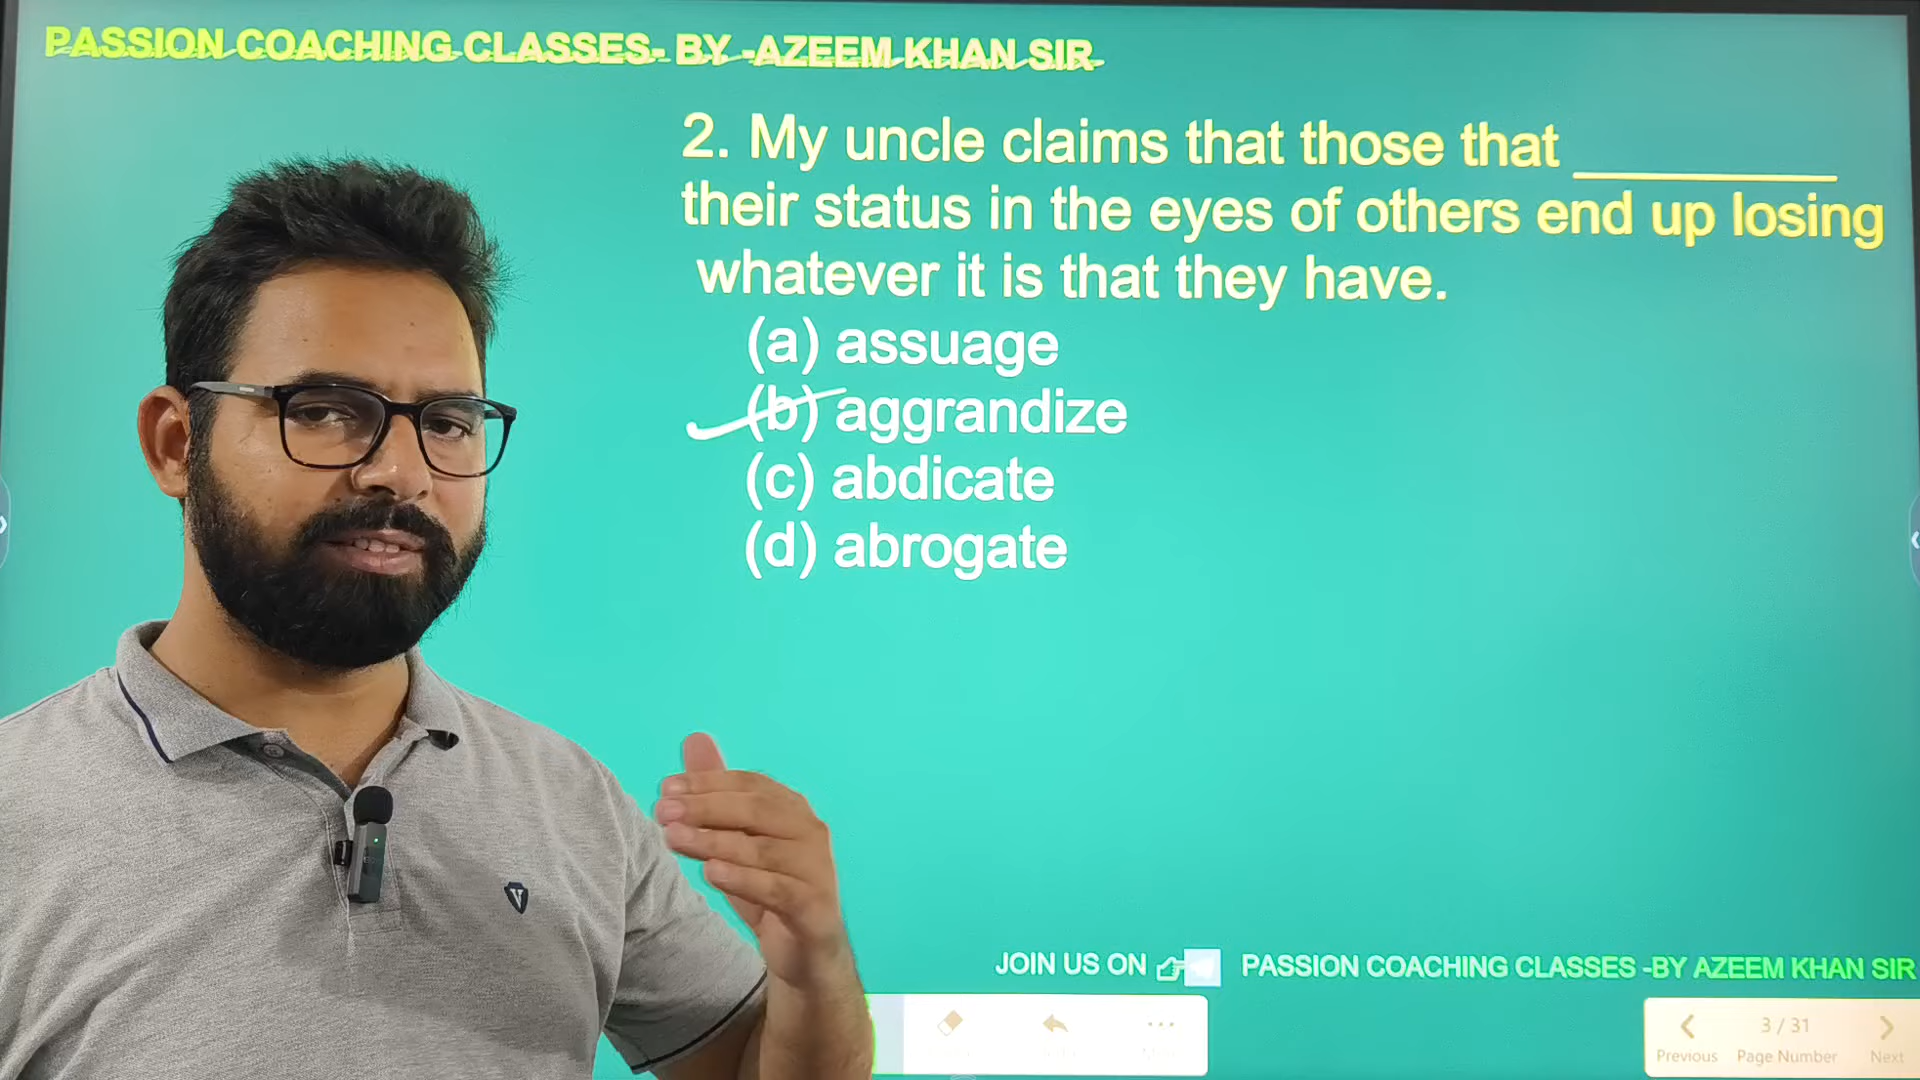 PASSION COACHING CLASSES- BY -AZEEM KHAN SIR
2. My uncle claims that those that ________
their status in the eyes of others end up losing
whatever it is that they have.
(a) assuage
(b) aggrandize
(c) abdicate
(d) abrogate
JOIN US ON PASSION COACHING CLASSES -BY AZEEM KHAN SIR
3 / 31
Previous Page Number Next